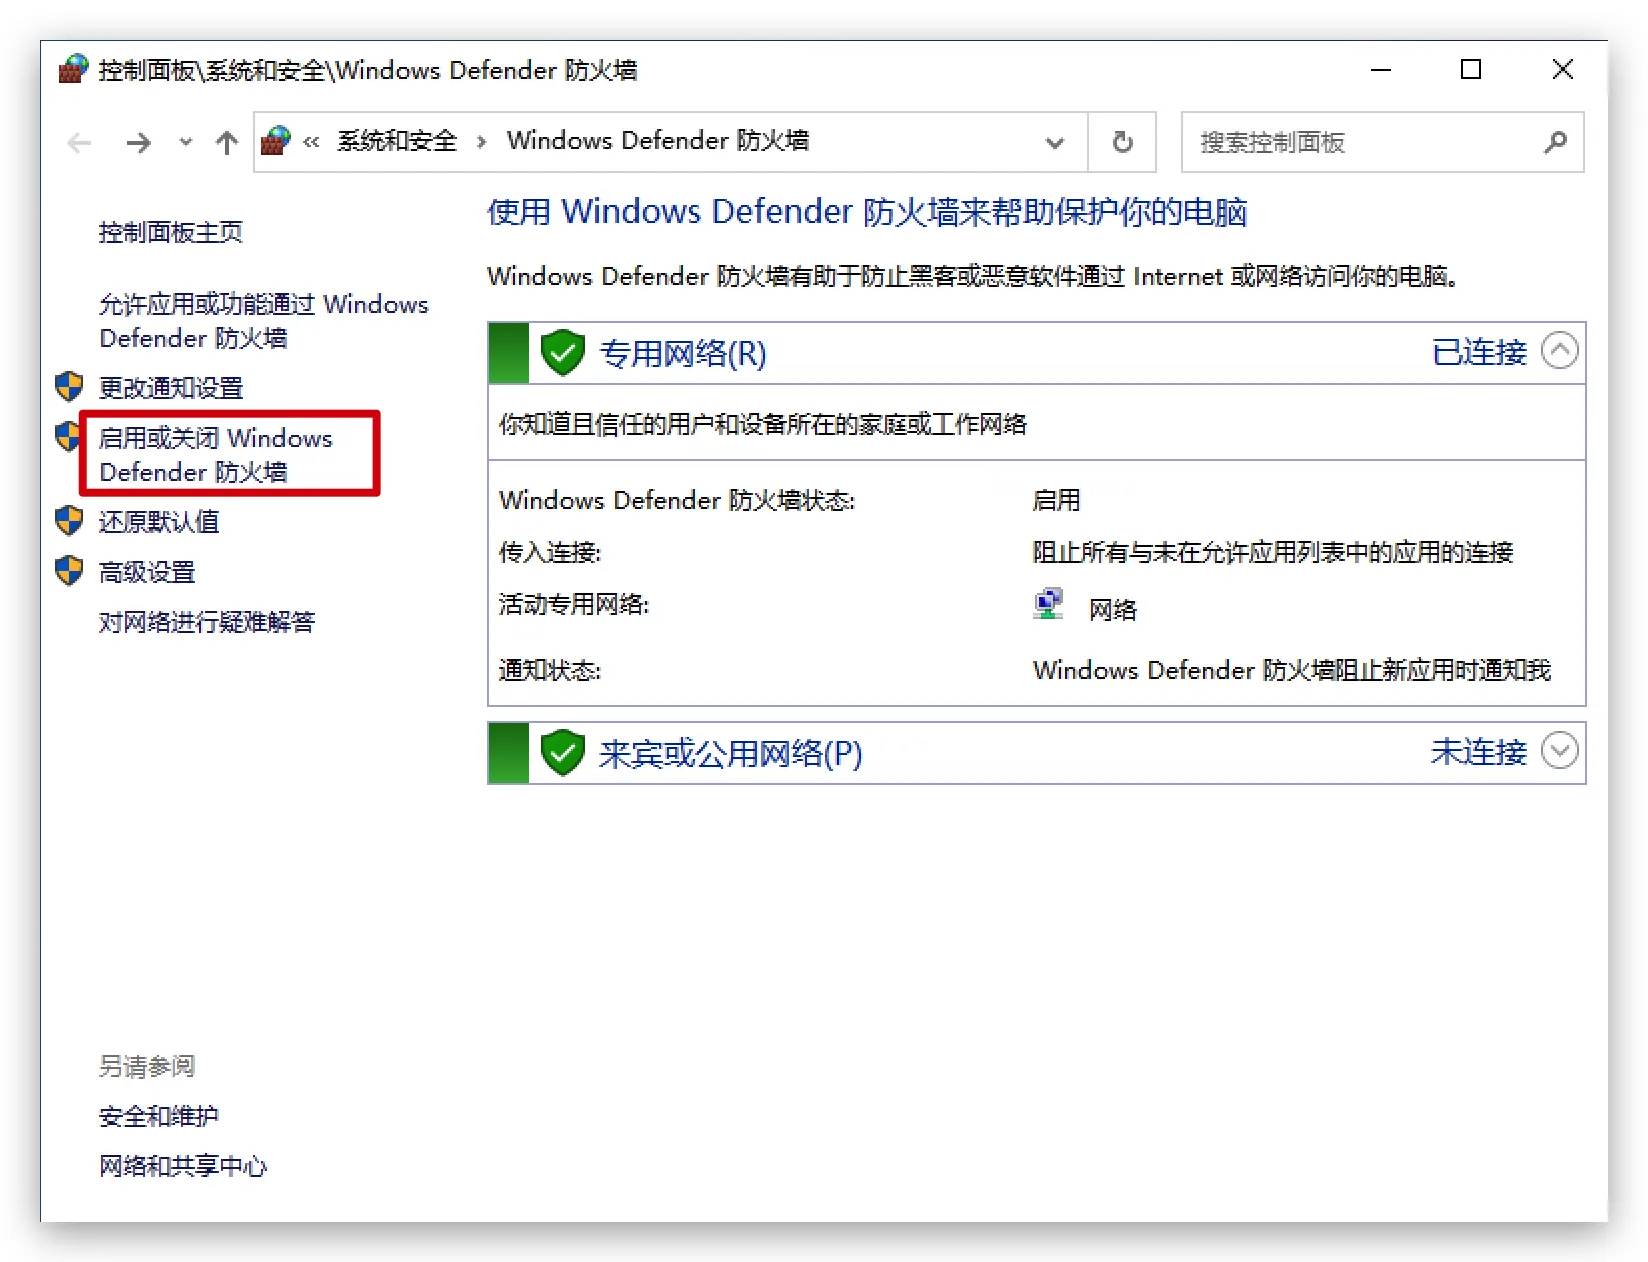 控制面板\系统和安全\Windows Defender 防火墙
« 系统和安全 › Windows Defender 防火墙
搜索控制面板
控制面板主页
允许应用或功能通过 Windows
Defender 防火墙
更改通知设置
启用或关闭 Windows
Defender 防火墙
还原默认值
高级设置
对网络进行疑难解答
使用 Windows Defender 防火墙来帮助保护你的电脑
Windows Defender 防火墙有助于防止黑客或恶意软件通过 Internet 或网络访问你的电脑。
专用网络(R) 已连接
你知道且信任的用户和设备所在的家庭或工作网络
Windows Defender 防火墙状态: 启用
传入连接: 阻止所有与未在允许应用列表中的应用的连接
活动专用网络: 网络
通知状态: Windows Defender 防火墙阻止新应用时通知我
来宾或公用网络(P) 未连接
另请参阅
安全和维护
网络和共享中心